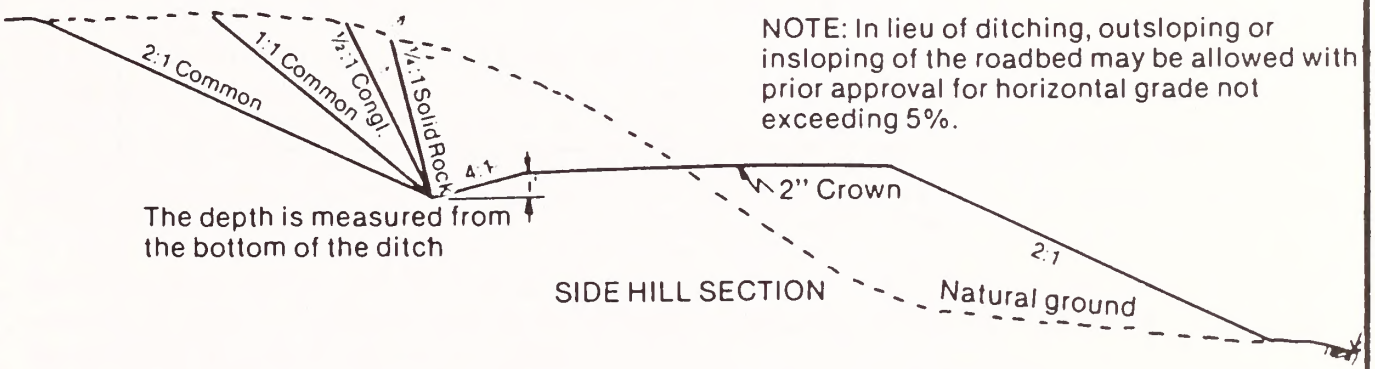 NOTE: In lieu of ditching, outsloping or
insloping of the roadbed may be allowed with
prior approval for horizontal grade not
exceeding 5%.
2:1 Common
1:1 Common
½:1 Congl.
¼:1 Solid Rock
4:1
2" Crown
The depth is measured from
the bottom of the ditch
2:1
SIDE HILL SECTION
Natural ground